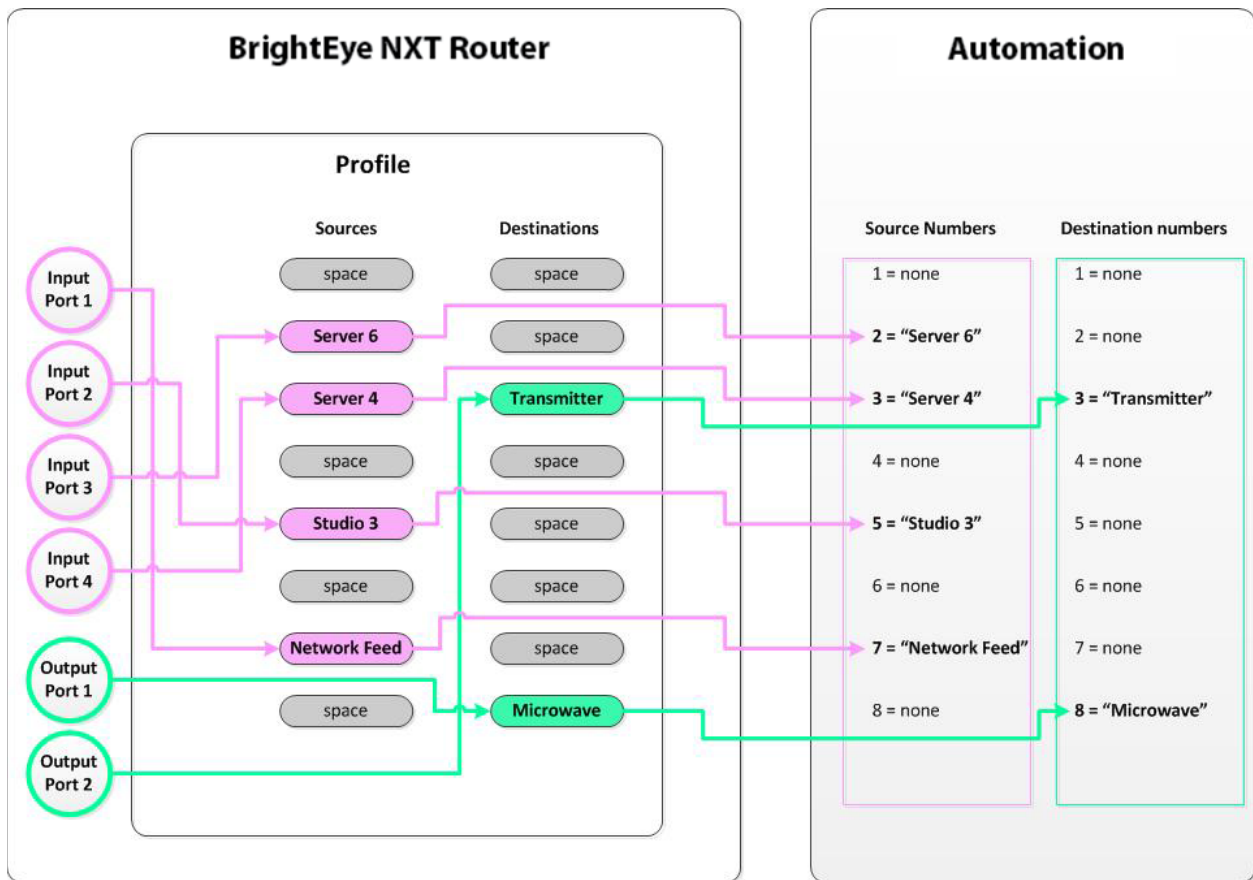 BrightEye NXT Router
Automation
Profile
Sources
Destinations
Source Numbers
Destination numbers
Input
Port 1
Input
Port 2
Input
Port 3
Input
Port 4
Output
Port 1
Output
Port 2
space
space
1 = none
1 = none
Server 6
space
2 = “Server 6”
2 = none
Server 4
Transmitter
3 = “Server 4”
3 = “Transmitter”
space
space
4 = none
4 = none
Studio 3
space
5 = “Studio 3”
5 = none
space
space
6 = none
6 = none
Network Feed
space
7 = “Network Feed”
7 = none
space
Microwave
8 = none
8 = “Microwave”